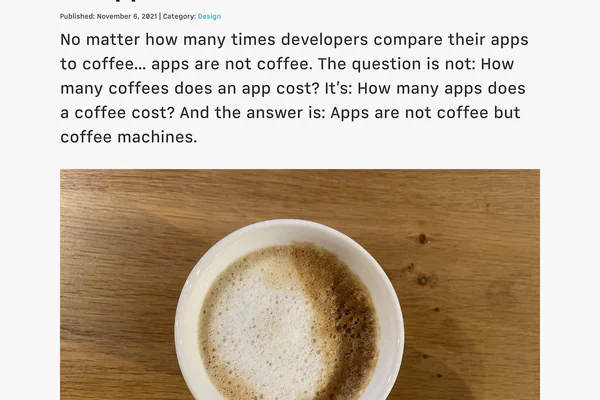 Published: November 6, 2021 | Category: Design
No matter how many times developers compare their apps
to coffee… apps are not coffee. The question is not: How
many coffees does an app cost? It’s: How many apps does
a coffee cost? And the answer is: Apps are not coffee but
coffee machines.